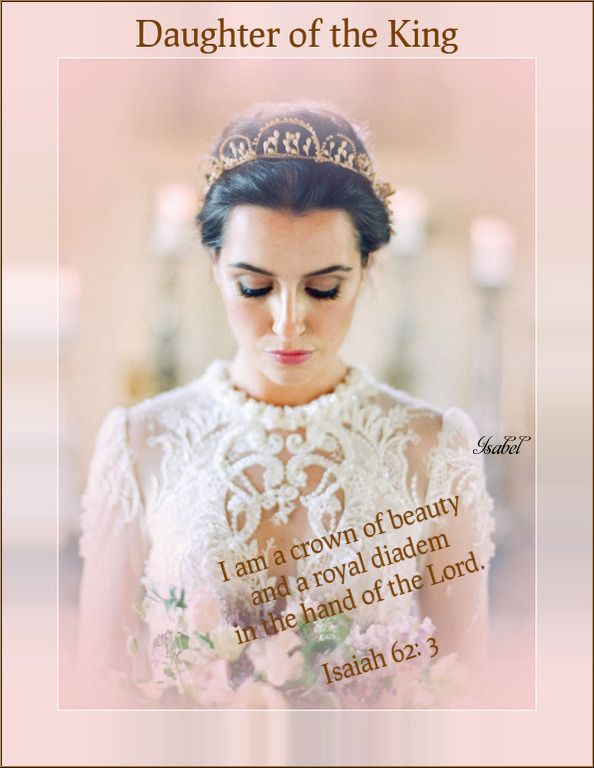 Daughter of the King
Isabel
I am a crown of beauty
and a royal diadem
in the hand of the Lord.
Isaiah 62: 3